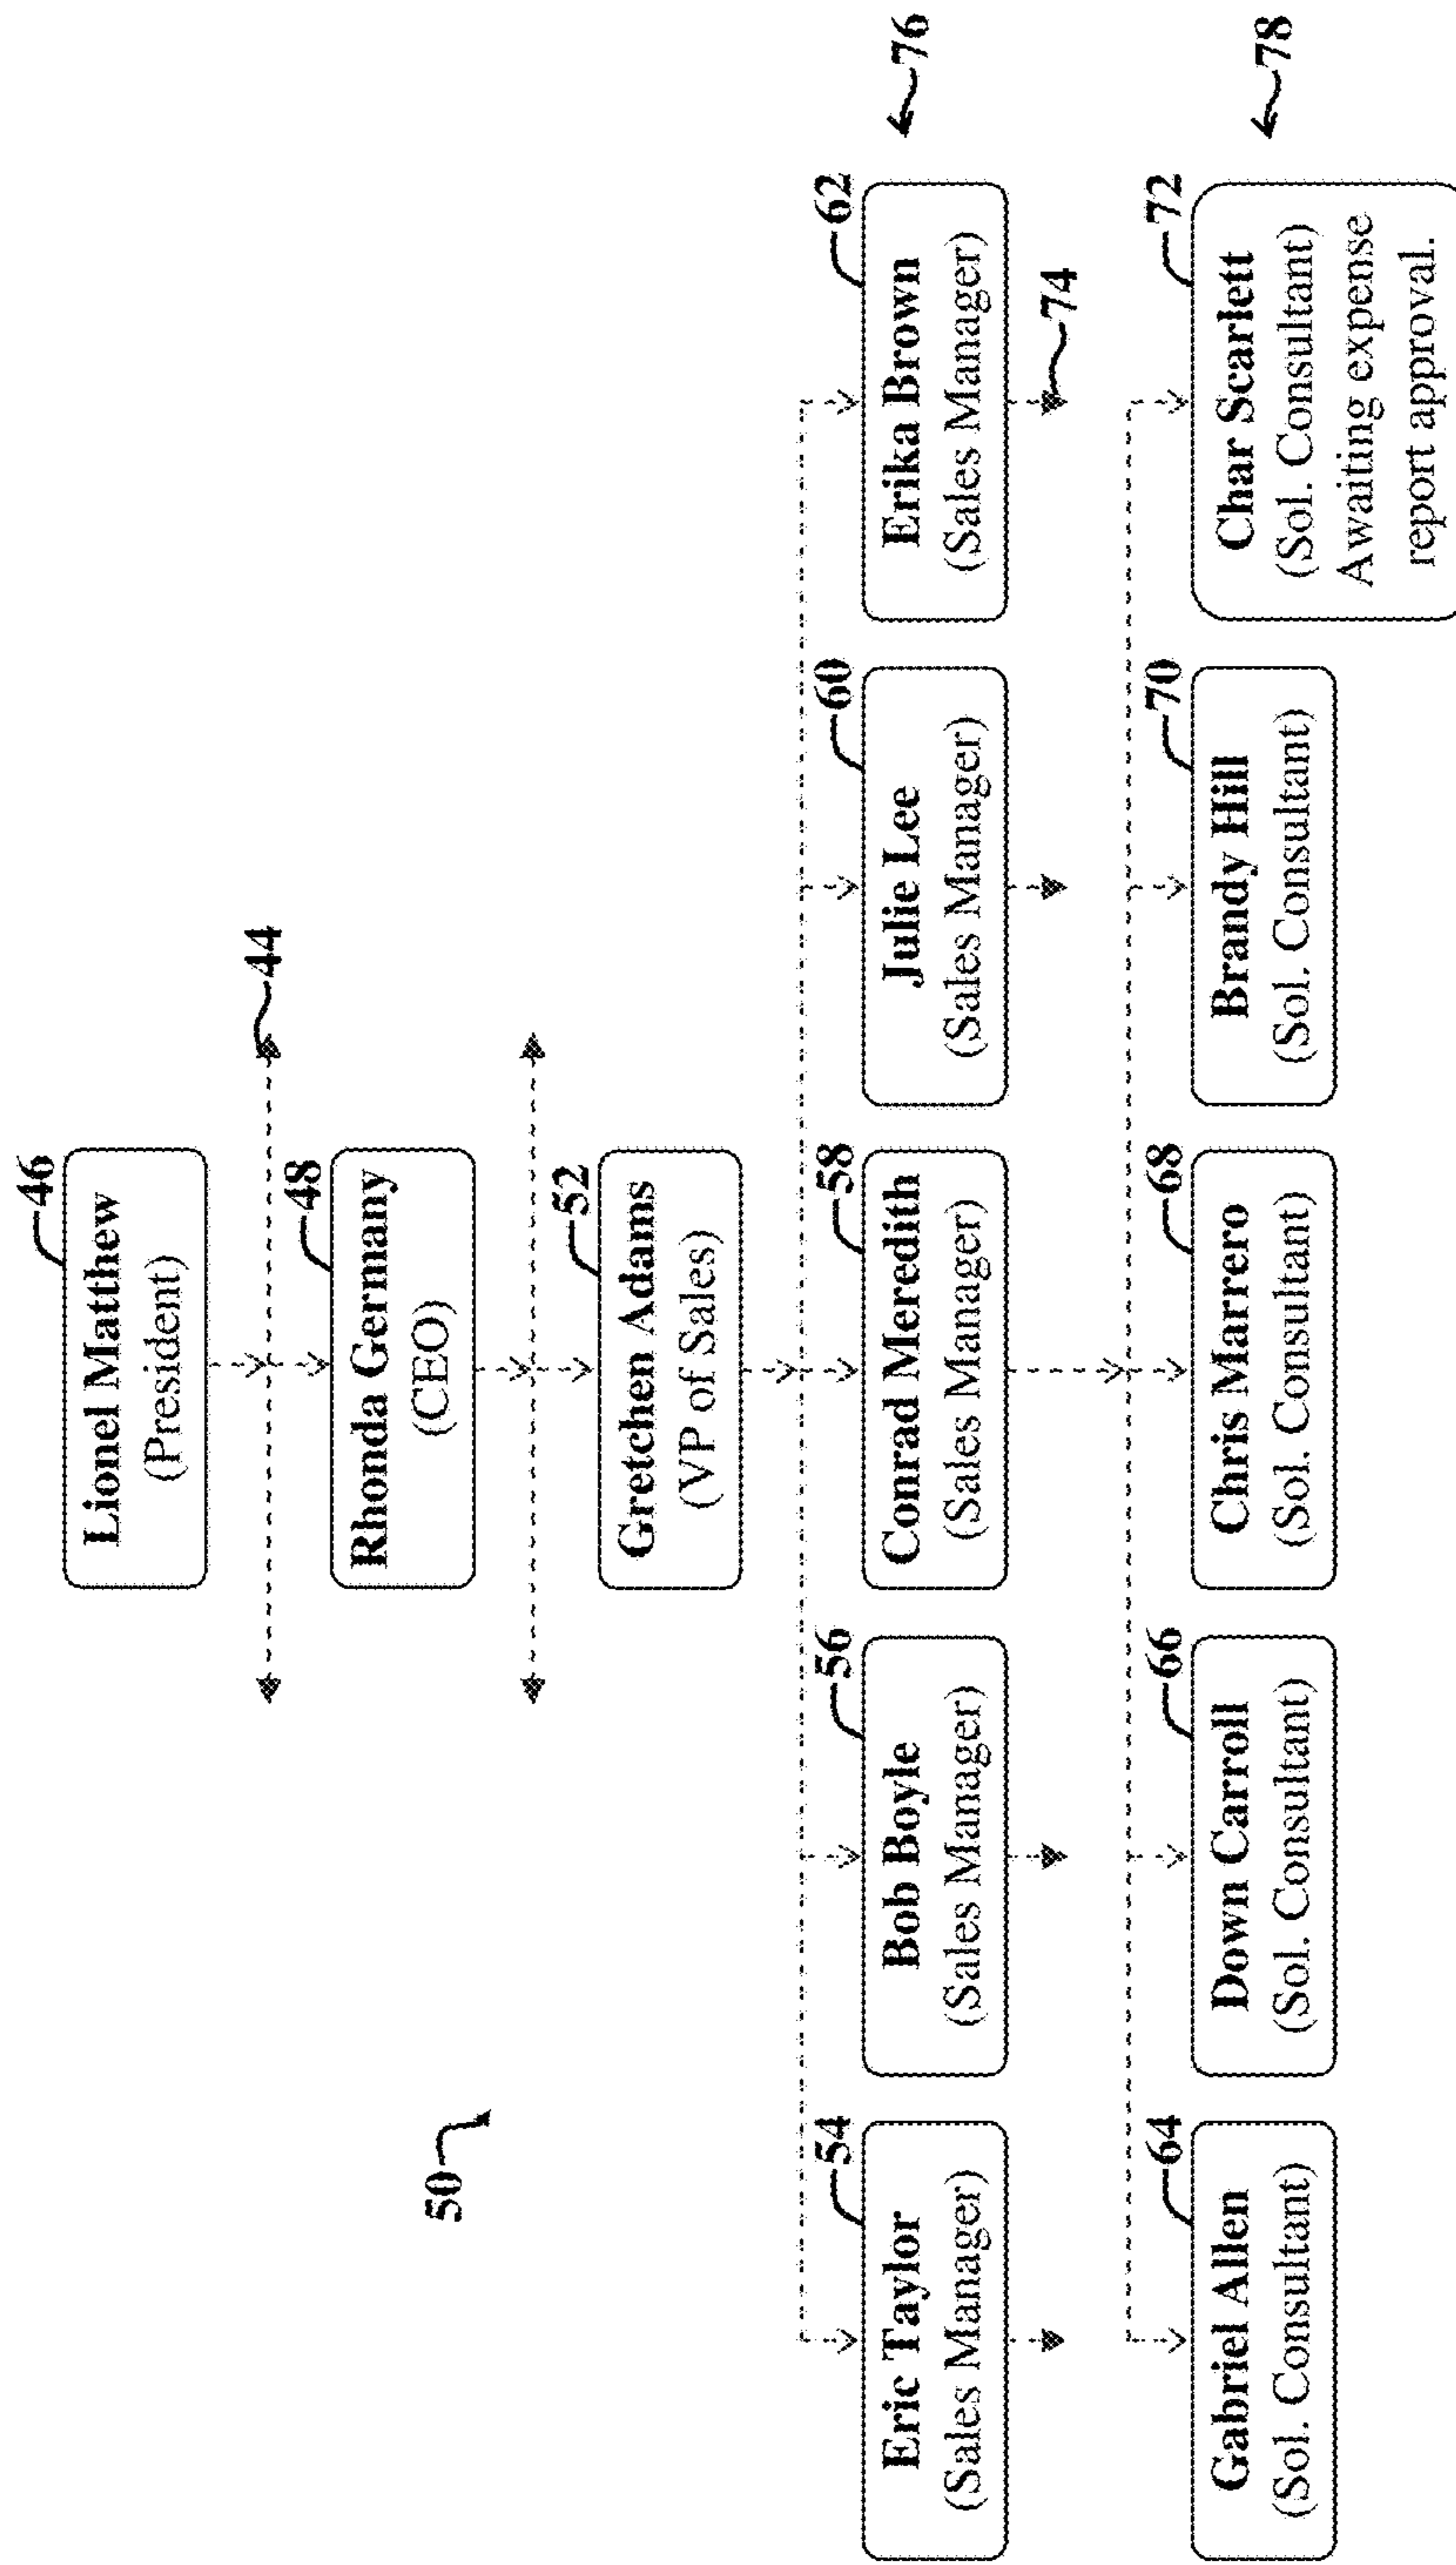 46
Lionel Matthew
(President)
44
48
Rhonda Germany
(CEO)
50
52
Gretchen Adams
(VP of Sales)
54
Eric Taylor
(Sales Manager)
56
Bob Boyle
(Sales Manager)
58
Conrad Meredith
(Sales Manager)
60
Julie Lee
(Sales Manager)
62
Erika Brown
(Sales Manager)
76
74
64
Gabriel Allen
(Sol. Consultant)
66
Down Carroll
(Sol. Consultant)
68
Chris Marrero
(Sol. Consultant)
70
Brandy Hill
(Sol. Consultant)
72
Char Scarlett
(Sol. Consultant)
Awaiting expense
report approval.
78